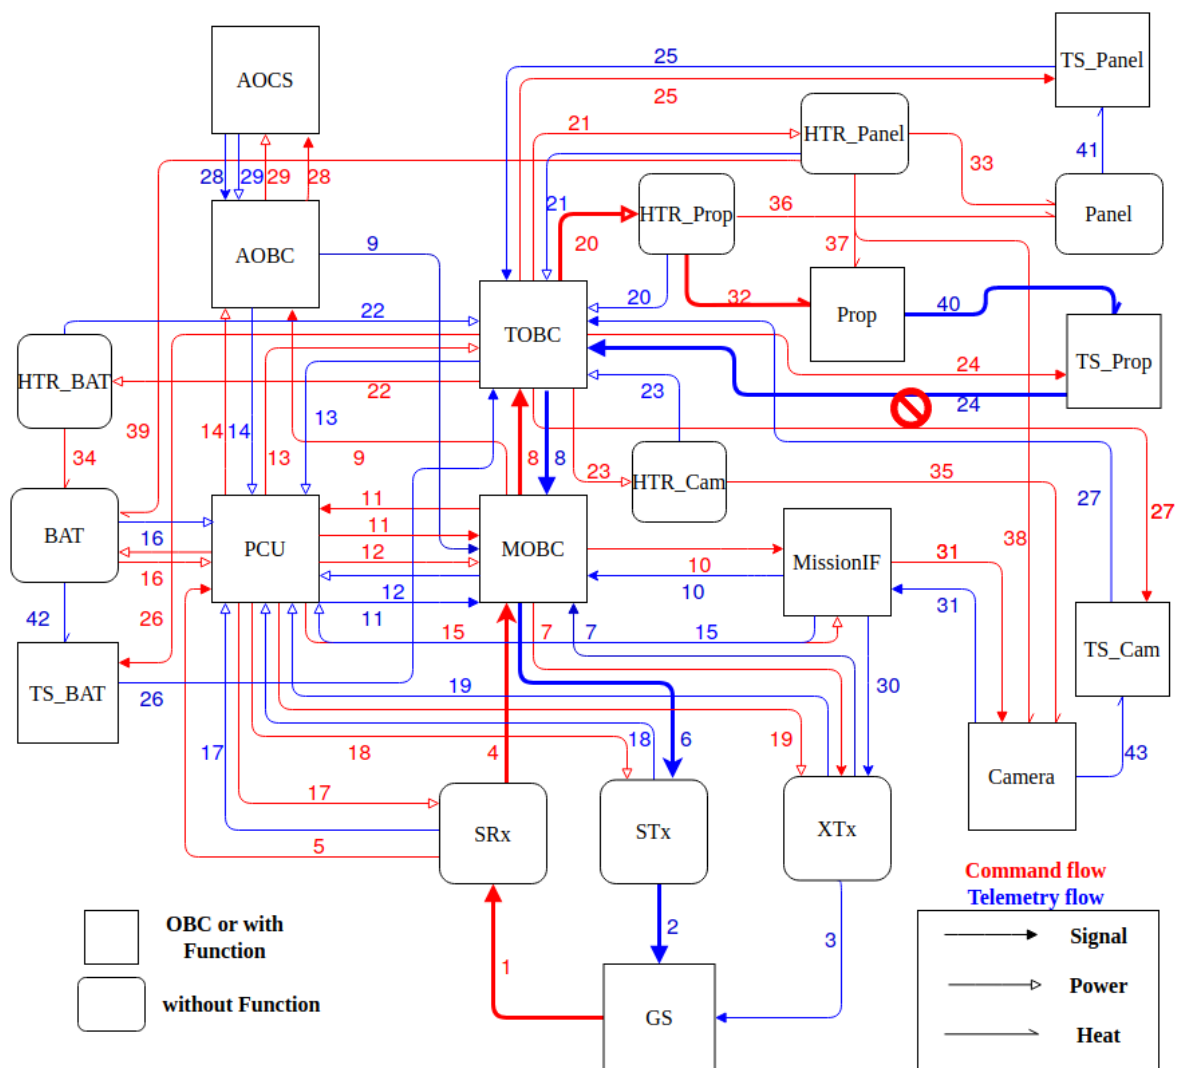 25
TS_Panel
AOCS
25
21
HTR_Panel
41
33
28
29
29
28
21
HTR_Prop
36
Panel
20
9
37
AOBC
20
32
40
22
Prop
TOBC
24
TS_Prop
HTR_BAT
22
23
24
13
39
14
14
13
9
8
8
34
23
HTR_Cam
35
11
27
27
BAT
16
11
38
PCU
12
MOBC
31
MissionIF
16
10
12
10
31
42
26
11
15
7
7
15
TS_Cam
19
30
TS_BAT
26
17
18
4
18
6
19
43
Camera
17
SRx
STx
XTx
5
Command flow
Telemetry flow
OBC or with
Function
2
3
Signal
1
Power
without Function
GS
Heat